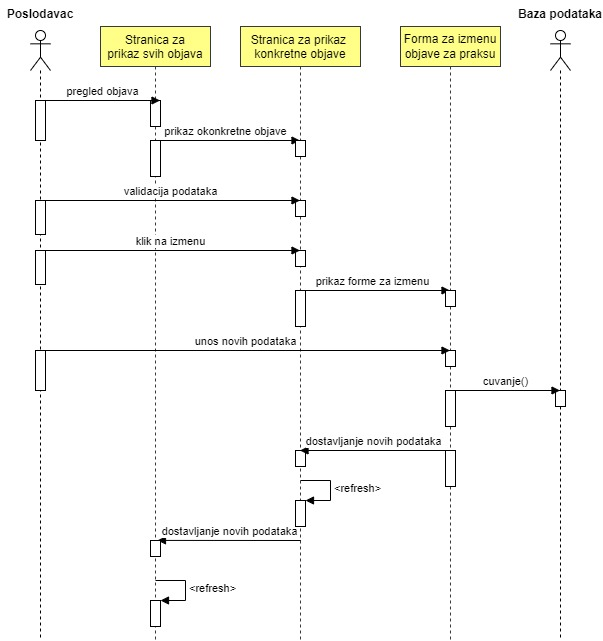 Poslodavac
Stranica za
prikaz svih objava
Stranica za prikaz
konkretne objave
Forma za izmenu
objave za praksu
Baza podataka
pregled objava
prikaz okonkretne objave
validacija podataka
klik na izmenu
prikaz forme za izmenu
unos novih podataka
cuvanje()
dostavljanje novih podataka
<refresh>
dostavljanje novih podataka
<refresh>